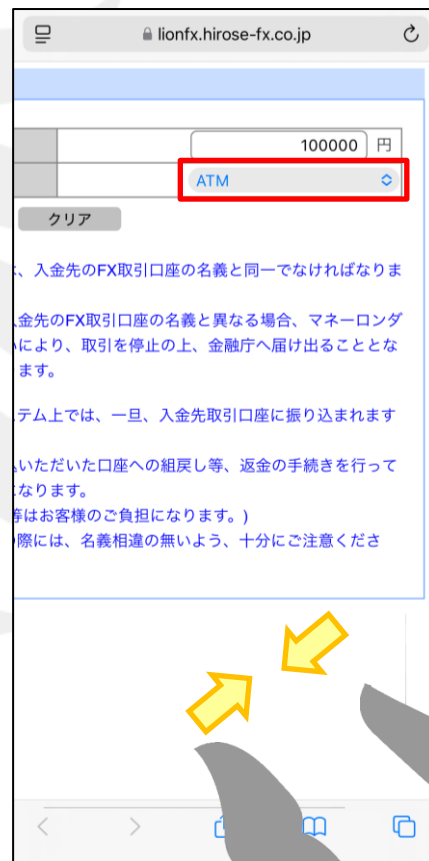 lionfx.hirose-fx.co.jp
100000 円
ATM
クリア
、入金先のFX取引口座の名義と同一でなければなりま
金先のFX取引口座の名義と異なる場合、マネーロンダ
により、取引を停止の上、金融庁へ届け出ることとな
ます。
テム上では、一旦、入金先取引口座に振り込まれます
いただいた口座への組戻し等、返金の手続きを行って
なります。
等はお客様のご負担になります。)
際には、名義相違の無いよう、十分にご注意くださ